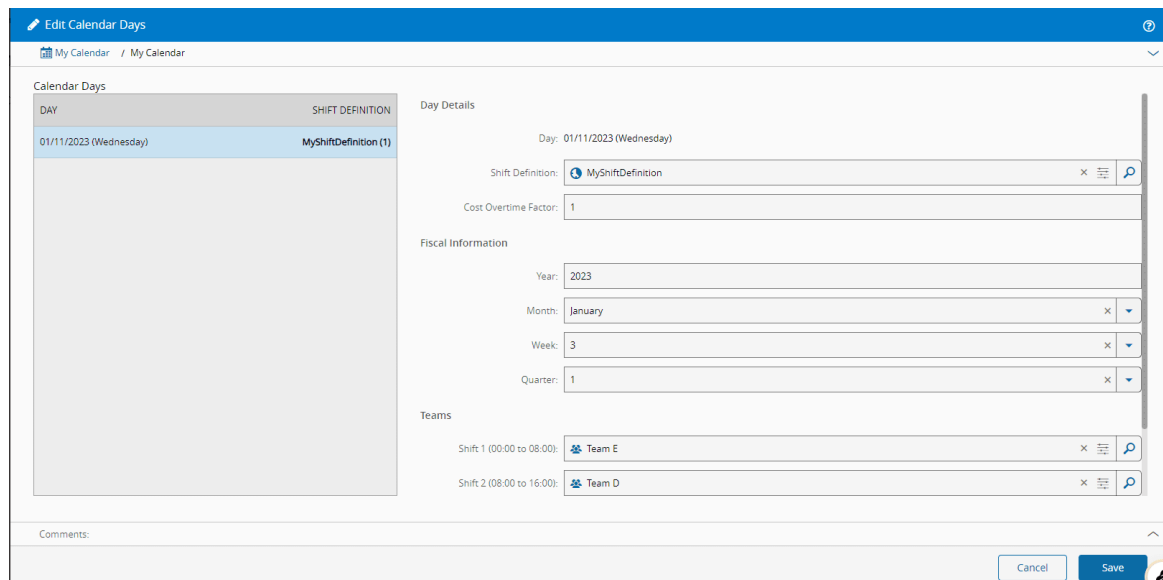 Edit Calendar Days
My Calendar / My Calendar
Calendar Days
DAY SHIFT DEFINITION
01/11/2023 (Wednesday) MyShiftDefinition (1)
Day Details
Day: 01/11/2023 (Wednesday)
Shift Definition: MyShiftDefinition
Cost Overtime Factor: 1
Fiscal Information
Year: 2023
Month: January
Week: 3
Quarter: 1
Teams
Shift 1 (00:00 to 08:00): Team E
Shift 2 (08:00 to 16:00): Team D
Comments:
Cancel Save